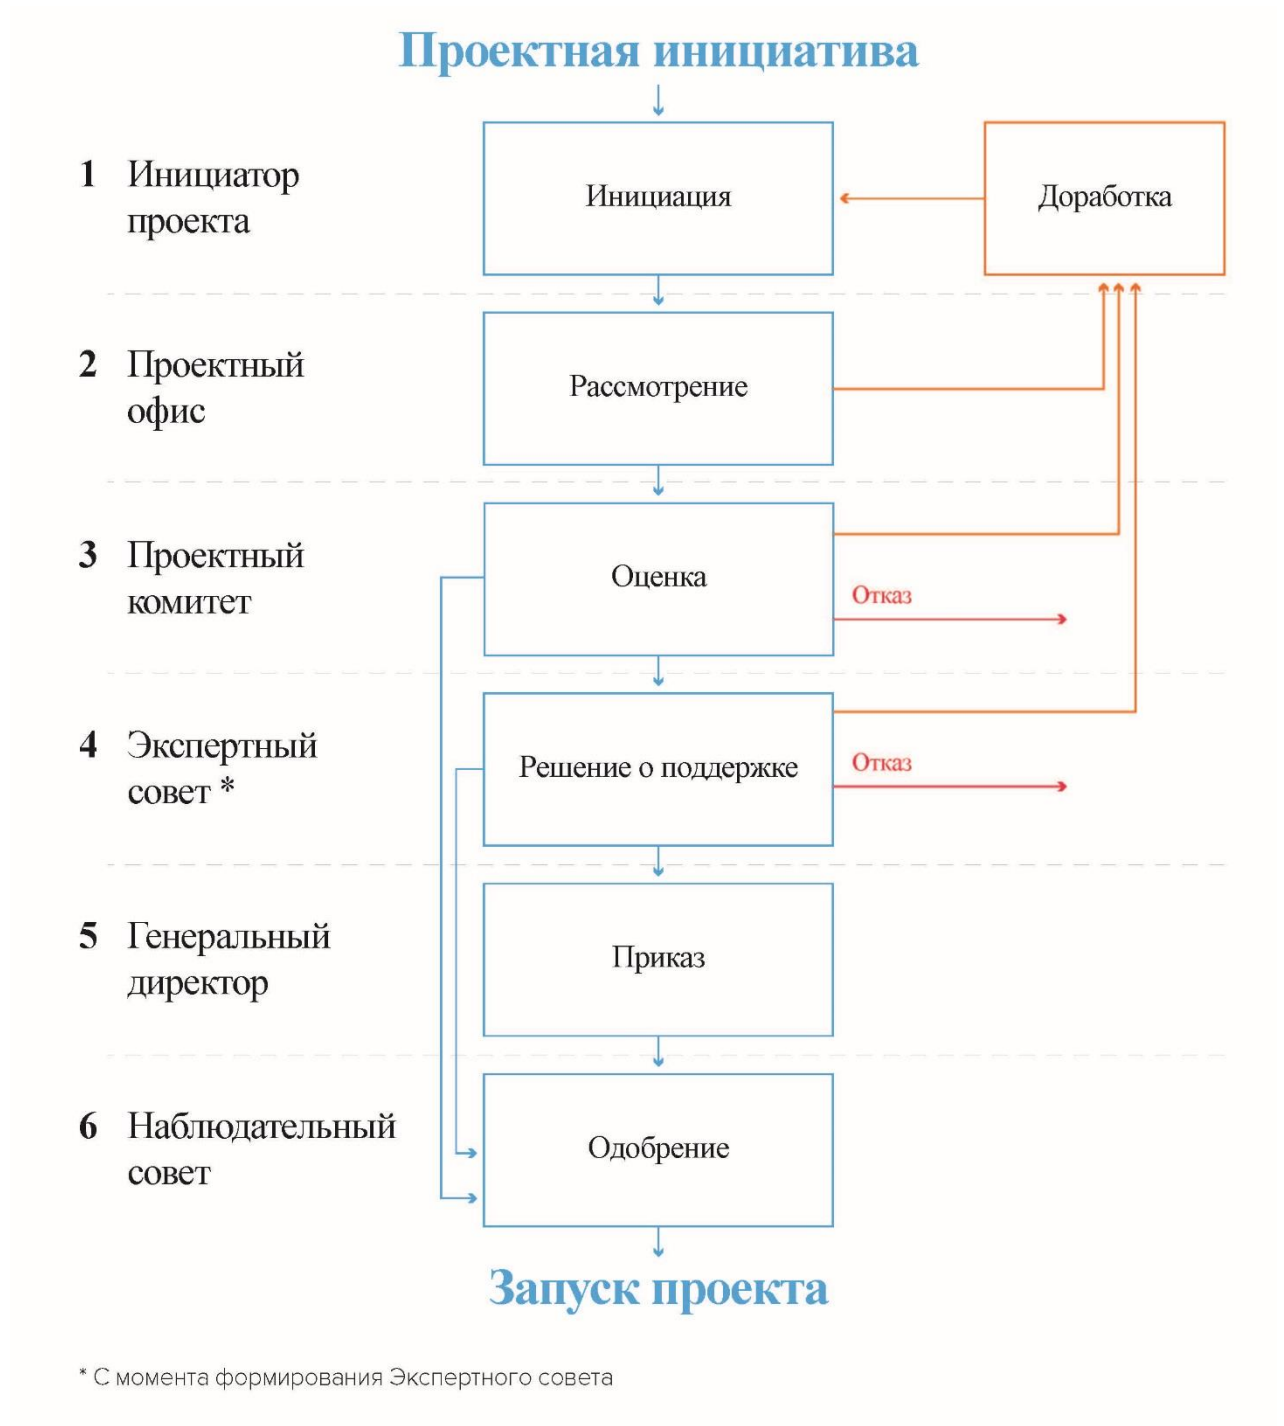 Проектная инициатива
1 Инициатор
проекта
Инициация
Доработка
2 Проектный
офис
Рассмотрение
3 Проектный
комитет
Оценка
Отказ
4 Экспертный
совет *
Решение о поддержке
Отказ
5 Генеральный
директор
Приказ
6 Наблюдательный
совет
Одобрение
Запуск проекта
* С момента формирования Экспертного совета